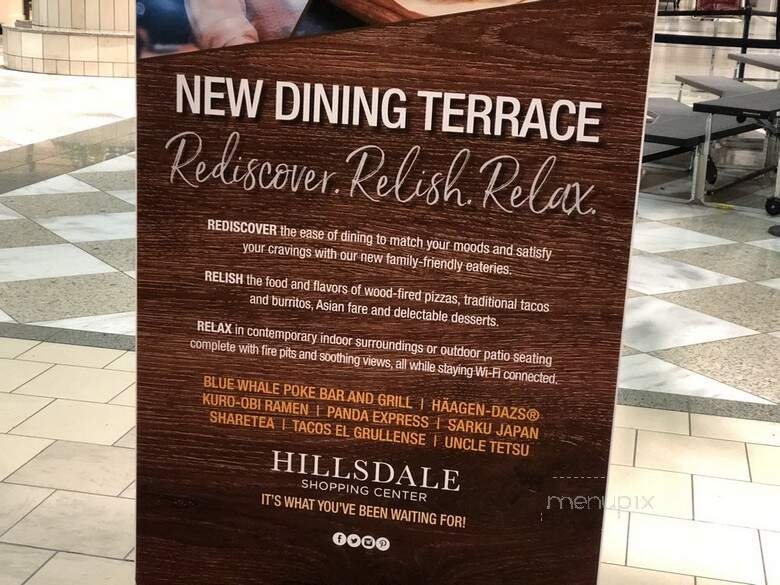 NEW DINING TERRACE
Rediscover. Relish. Relax.
REDISCOVER the ease of dining to match your moods and satisfy
your cravings with our new family-friendly eateries.
RELISH the food and flavors of wood-fired pizzas, traditional tacos
and burritos, Asian fare and delectable desserts.
RELAX in contemporary indoor surroundings or outdoor patio seating
complete with fire pits and soothing views, all while staying Wi-Fi connected.
BLUE WHALE POKE BAR AND GRILL | HÄAGEN-DAZS®
KURO-OBI RAMEN | PANDA EXPRESS | SARKU JAPAN
SHARETEA | TACOS EL GRULLENSE | UNCLE TETSU
HILLSDALE
SHOPPING CENTER
IT'S WHAT YOU'VE BEEN WAITING FOR!
menupix